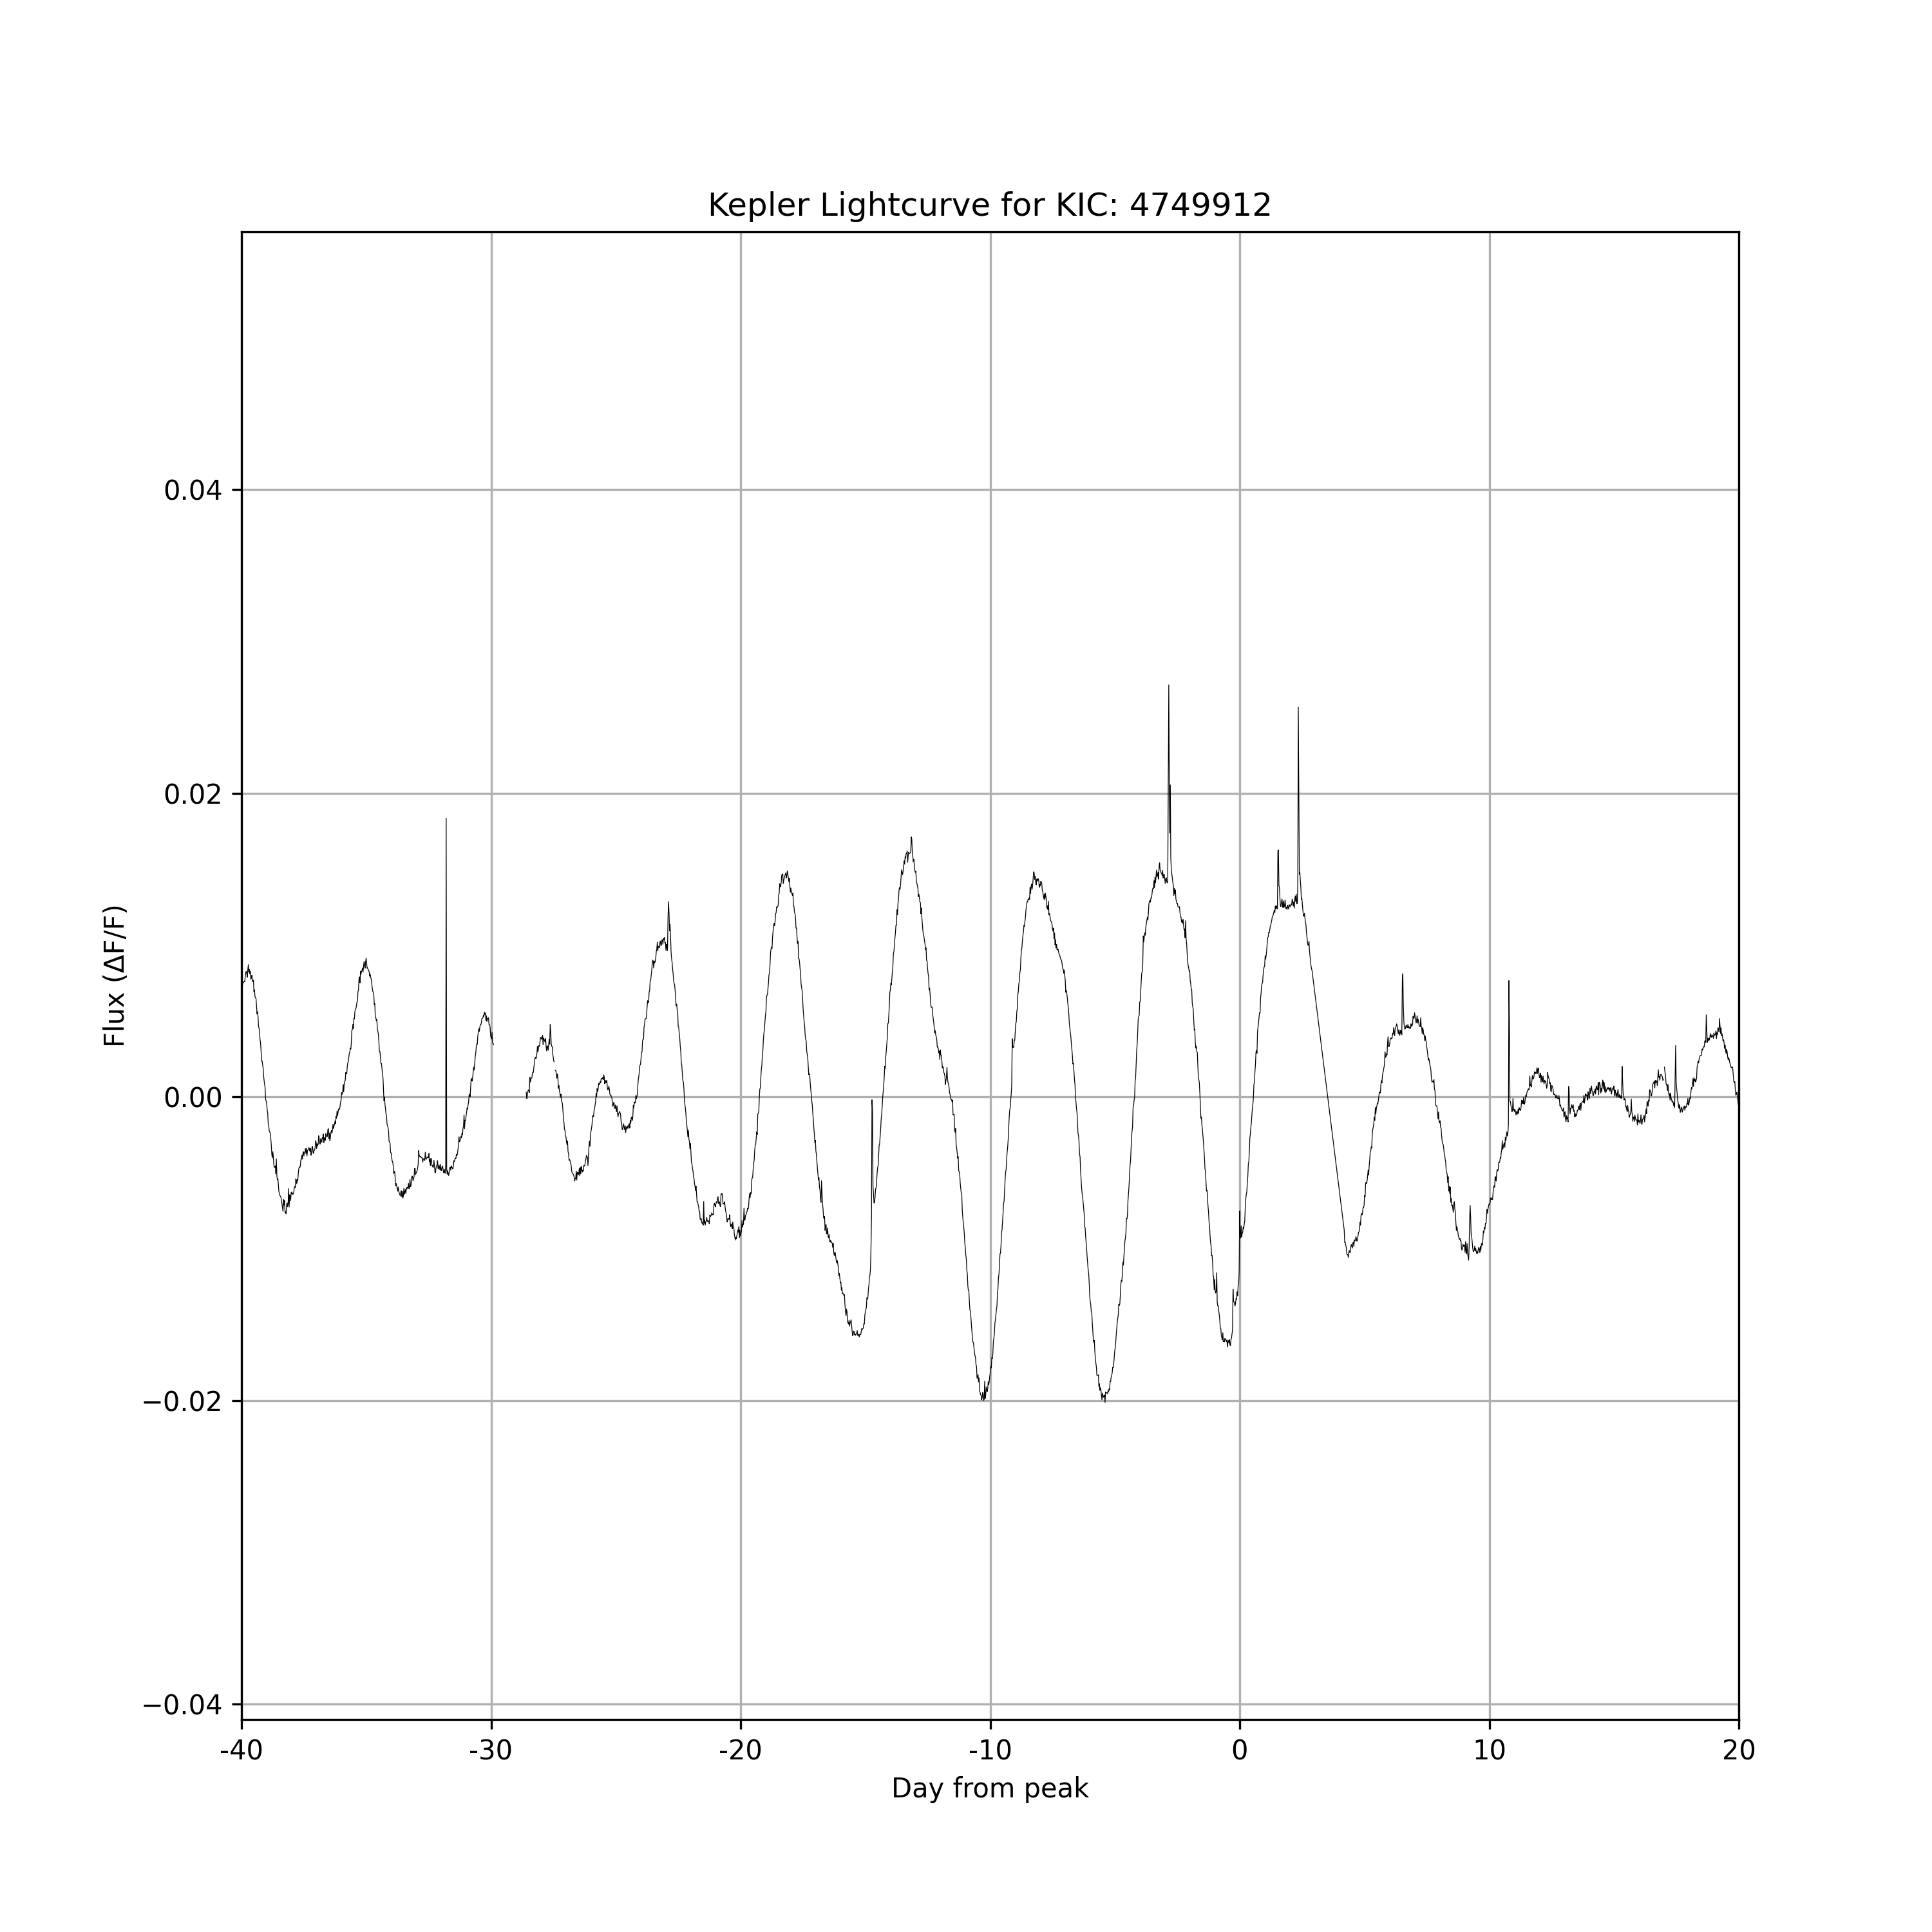 Kepler Lightcurve for KIC: 4749912
Flux (ΔF/F)
0.04
0.02
0.00
−0.02
−0.04
-40 -30 -20 -10 0 10 20
Day from peak